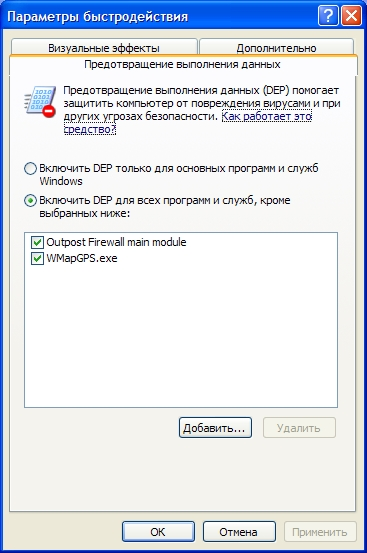 Параметры быстродействия
Визуальные эффекты
Дополнительно
Предотвращение выполнения данных
Предотвращение выполнения данных (DEP) помогает
защитить компьютер от повреждения вирусами и при
других угрозах безопасности. Как работает это
средство?
Включить DEP только для основных программ и служб
Windows
Включить DEP для всех программ и служб, кроме
выбранных ниже:
Outpost Firewall main module
WMapGPS.exe
Добавить...
Удалить
ОК
Отмена
Применить